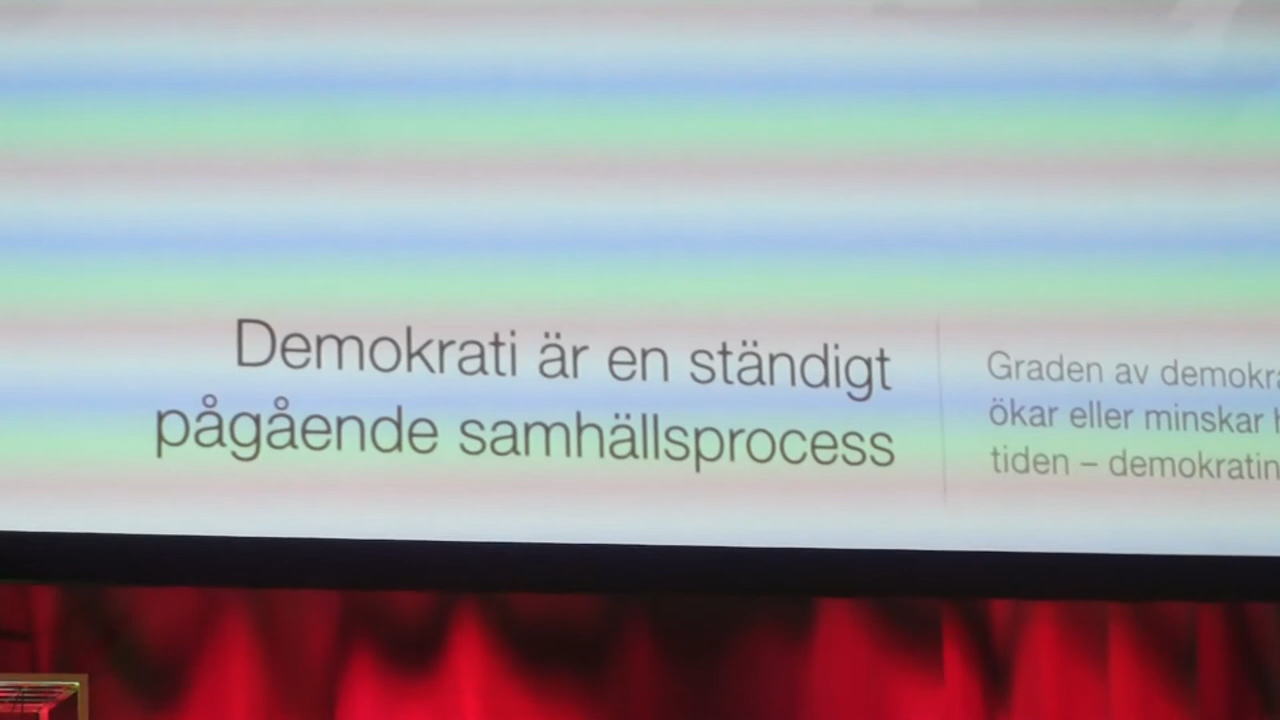 Demokrati är en ständigt
pågående samhällsprocess
Graden av
ökar eller minskar
tiden –